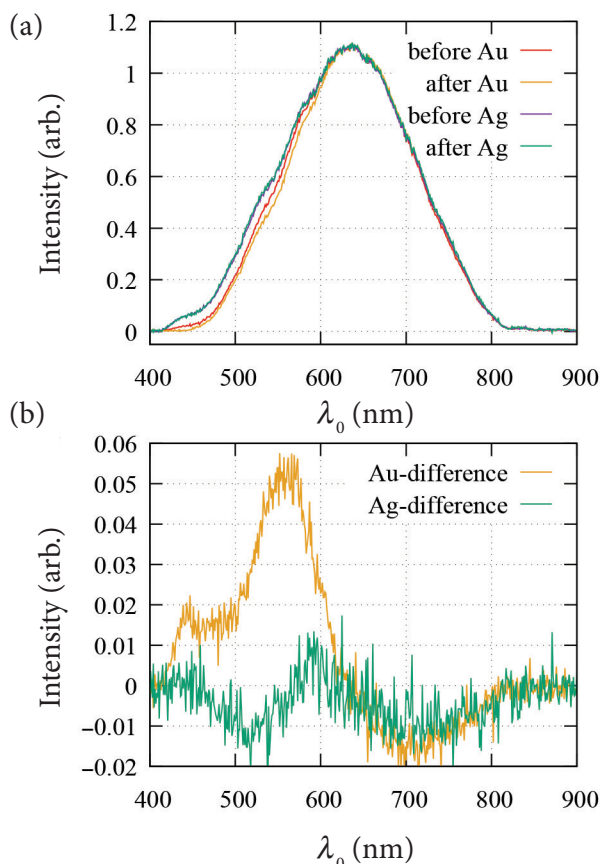 (a)
1.2
1
0.8
0.6
0.4
0.2
0
Intensity (arb.)
before Au
after Au
before Ag
after Ag
400 500 600 700 800 900
λ₀ (nm)
(b)
0.06
0.05
0.04
0.03
0.02
0.01
0
−0.01
−0.02
Intensity (arb.)
Au-difference
Ag-difference
400 500 600 700 800 900
λ₀ (nm)